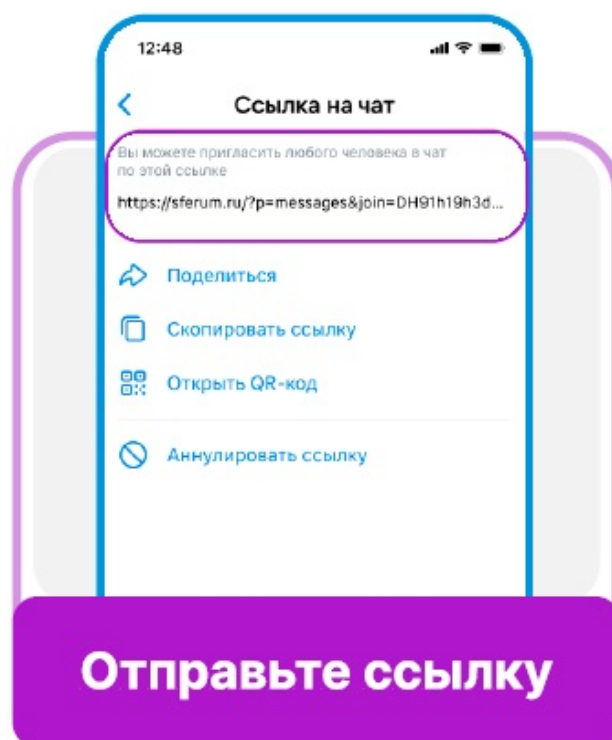 12:48
Ссылка на чат
Вы можете пригласить любого человека в чат
по этой ссылке
https://sferum.ru/?p=messages&join=DH91h19h3d...
Поделиться
Скопировать ссылку
Открыть QR-код
Аннулировать ссылку
Отправьте ссылку